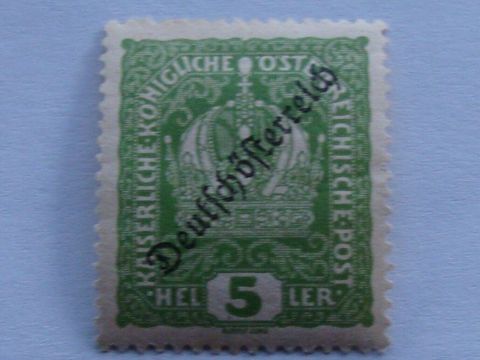 KAISERLICHE·KÖNIGLICHE ÖSTERREICHISCHE·POST
Deutschösterreich
·HEL 5 LER·